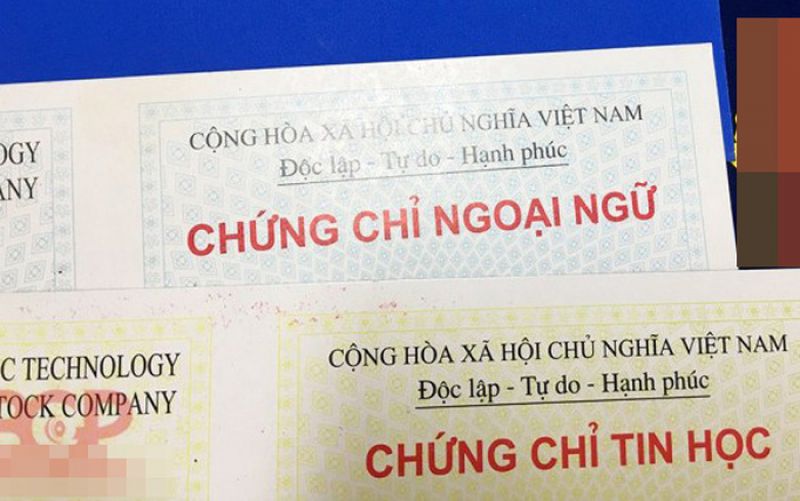 OGY
ANY
CỘNG HÒA XÃ HỘI CHỦ NGHĨA VIỆT NAM
Độc lập - Tự do - Hạnh phúc
CHỨNG CHỈ NGOẠI NGỮ
C TECHNOLOGY
TOCK COMPANY
CỘNG HÒA XÃ HỘI CHỦ NGHĨA VIỆT NAM
Độc lập - Tự do - Hạnh phúc
CHỨNG CHỈ TIN HỌC